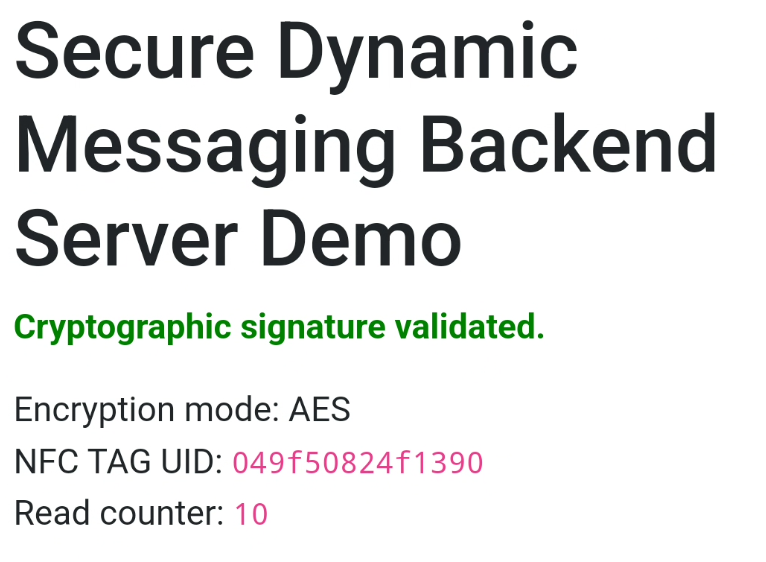 Secure Dynamic
Messaging Backend
Server Demo
Cryptographic signature validated.
Encryption mode: AES
NFC TAG UID: 049f50824f1390
Read counter: 10